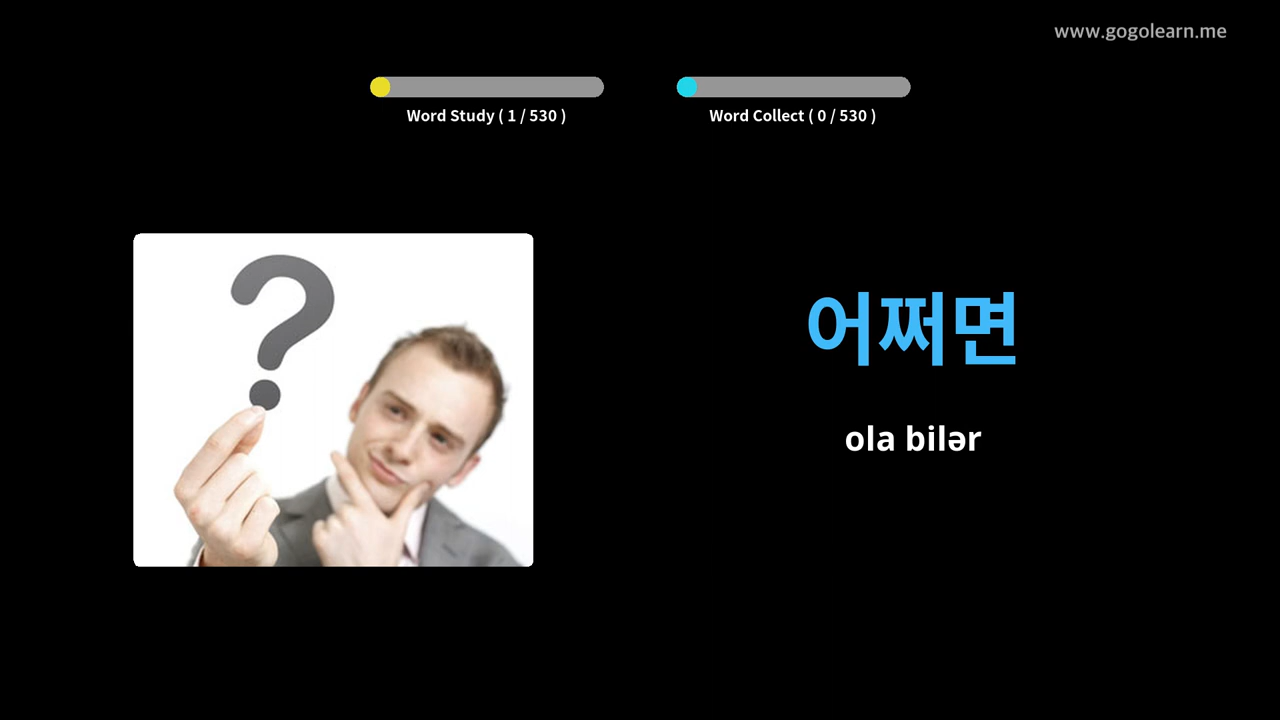 www.gogolearn.me
Word Study ( 1 / 530 )
Word Collect ( 0 / 530 )
어쩌면
ola bilər